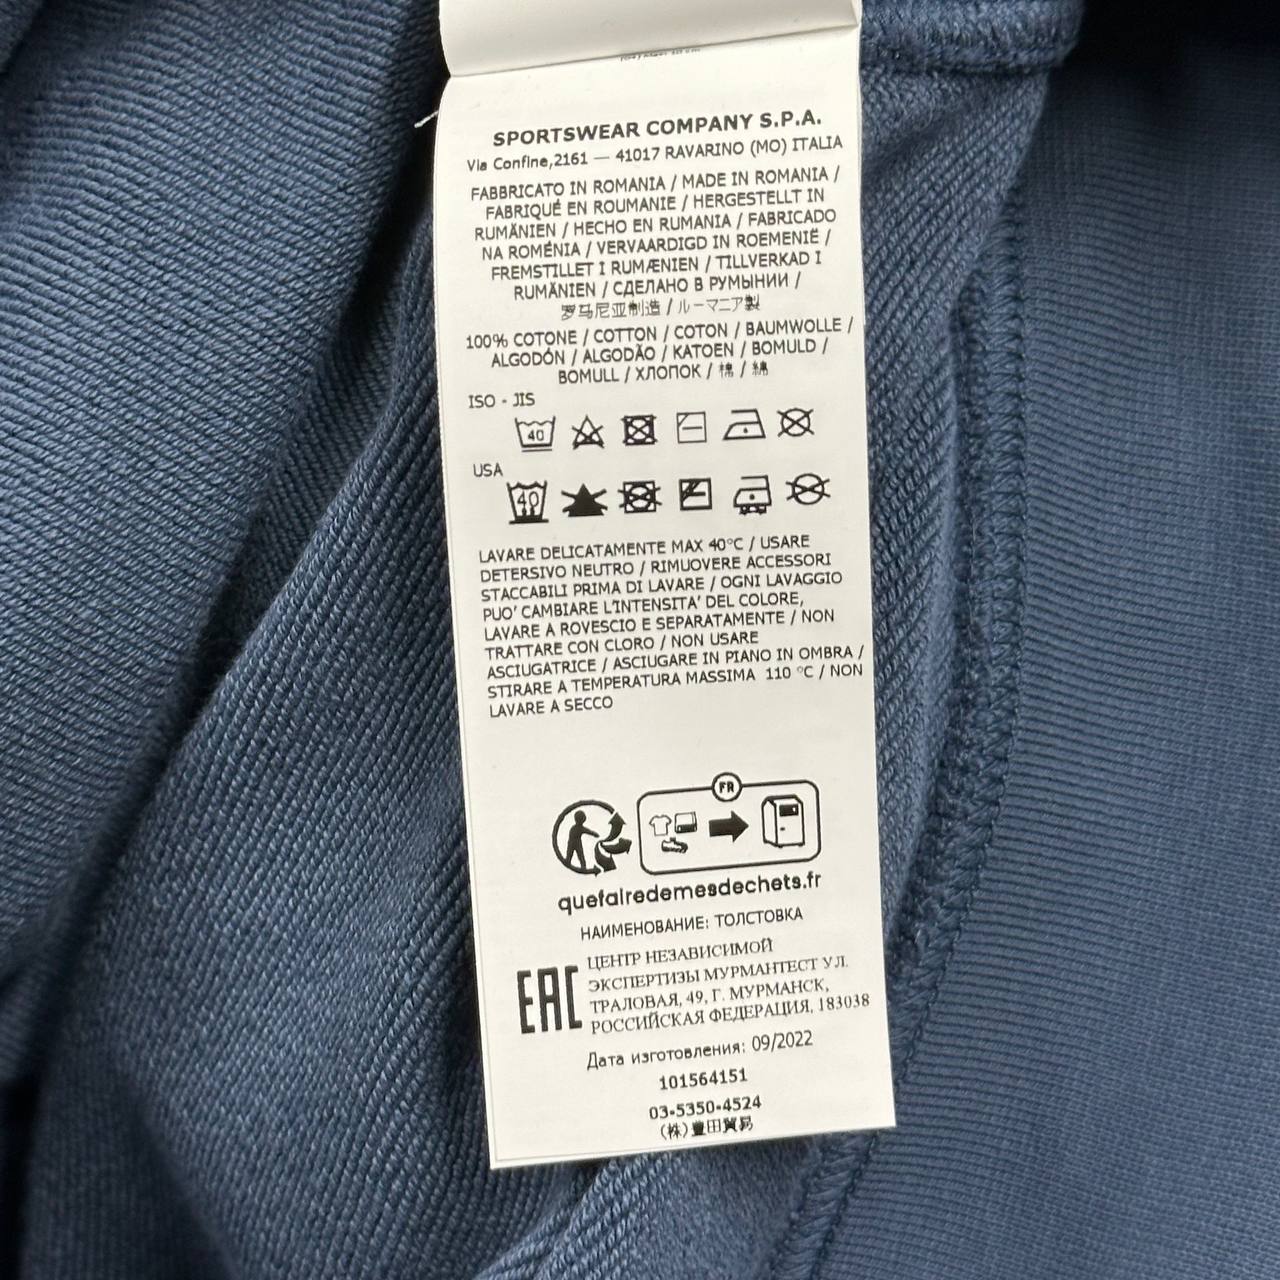 SPORTSWEAR COMPANY S.P.A.
Via Confine,2161 — 41017 RAVARINO (MO) ITALIA
FABBRICATO IN ROMANIA / MADE IN ROMANIA /
FABRIQUÉ EN ROUMANIE / HERGESTELLT IN
RUMÄNIEN / HECHO EN RUMANIA / FABRICADO
NA ROMÉNIA / VERVAARDIGD IN ROEMENIË /
FREMSTILLET I RUMÆNIEN / TILLVERKAD I
RUMÄNIEN / СДЕЛАНО В РУМЫНИИ /
罗马尼亚制造 / ルーマニア製
100% COTONE / COTTON / COTON / BAUMWOLLE /
ALGODÓN / ALGODÃO / KATOEN / BOMULD /
BOMULL / ХЛОПОК / 棉 / 綿
ISO - JIS
40
USA
40
LAVARE DELICATAMENTE MAX 40°C / USARE
DETERSIVO NEUTRO / RIMUOVERE ACCESSORI
STACCABILI PRIMA DI LAVARE / OGNI LAVAGGIO
PUO' CAMBIARE L'INTENSITA' DEL COLORE,
LAVARE A ROVESCIO E SEPARATAMENTE / NON
TRATTARE CON CLORO / NON USARE
ASCIUGATRICE / ASCIUGARE IN PIANO IN OMBRA /
STIRARE A TEMPERATURA MASSIMA 110 °C / NON
LAVARE A SECCO
FR
quefairedemesdechets.fr
НАИМЕНОВАНИЕ: ТОЛСТОВКА
EAC
ЦЕНТР НЕЗАВИСИМОЙ
ЭКСПЕРТИЗЫ МУРМАНТЕСТ УЛ.
ТРАЛОВАЯ, 49, Г. МУРМАНСК,
РОССИЙСКАЯ ФЕДЕРАЦИЯ, 183038
Дата изготовления: 09/2022
101564151
03-5350-4524
(株)豊田貿易